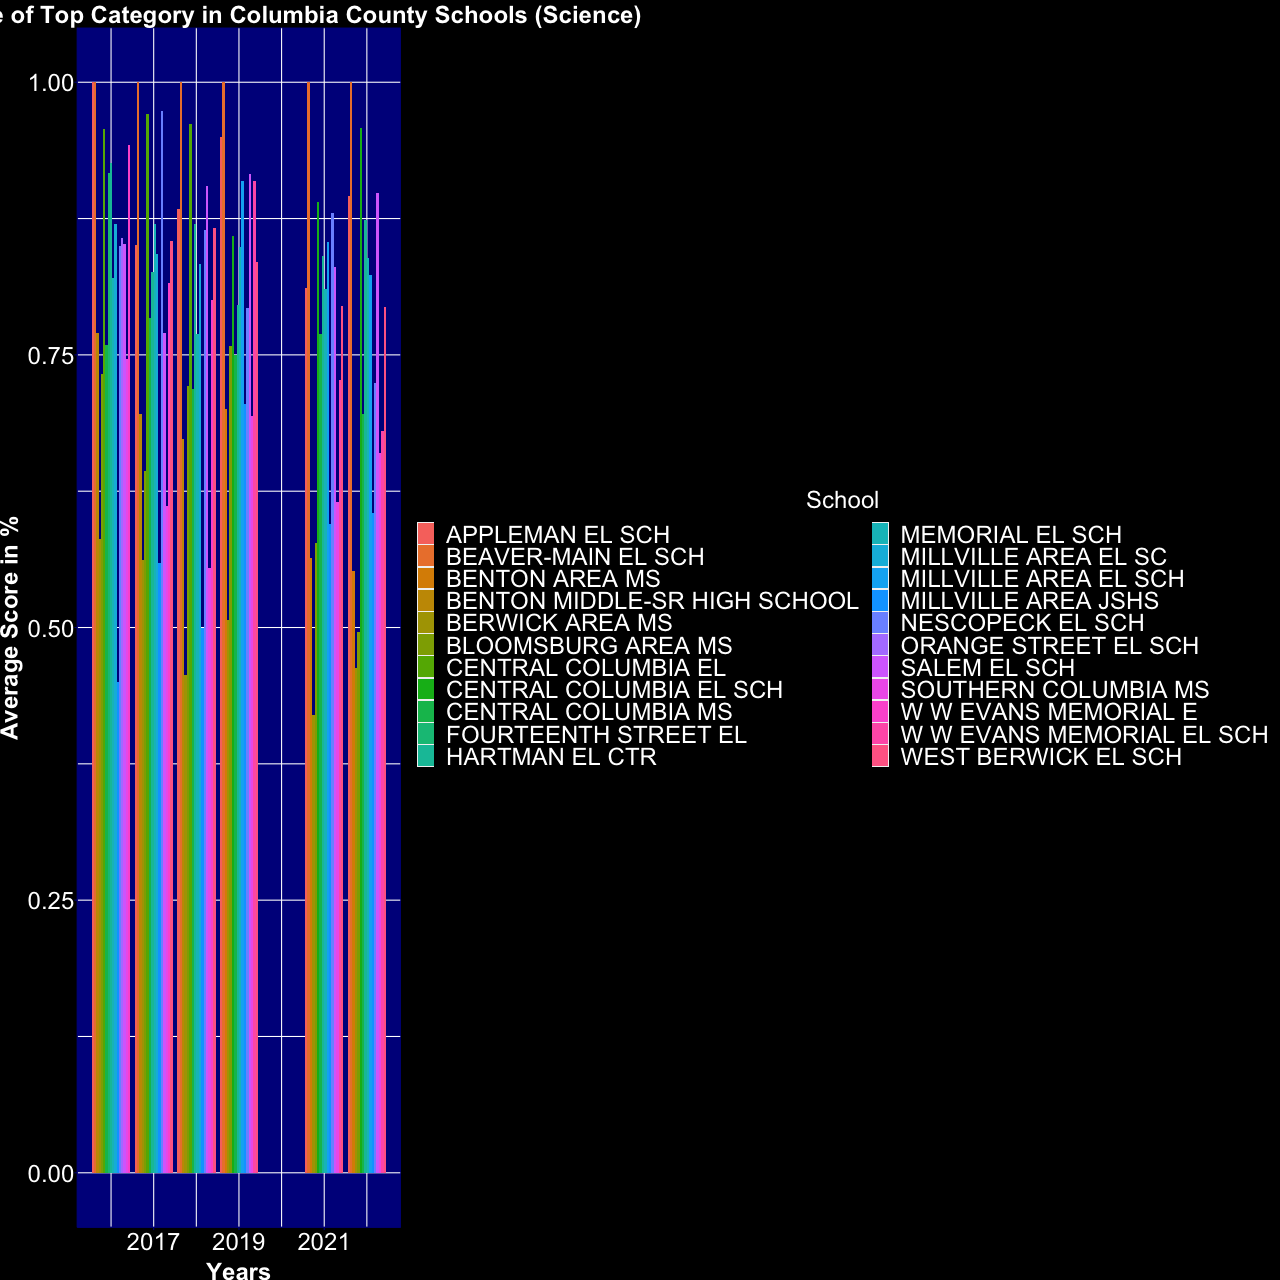 e of Top Category in Columbia County Schools (Science)
1.00
0.75
0.50
0.25
0.00
Average Score in %
2017 2019 2021
Years
School
APPLEMAN EL SCH
BEAVER-MAIN EL SCH
BENTON AREA MS
BENTON MIDDLE-SR HIGH SCHOOL
BERWICK AREA MS
BLOOMSBURG AREA MS
CENTRAL COLUMBIA EL
CENTRAL COLUMBIA EL SCH
CENTRAL COLUMBIA MS
FOURTEENTH STREET EL
HARTMAN EL CTR
MEMORIAL EL SCH
MILLVILLE AREA EL SC
MILLVILLE AREA EL SCH
MILLVILLE AREA JSHS
NESCOPECK EL SCH
ORANGE STREET EL SCH
SALEM EL SCH
SOUTHERN COLUMBIA MS
W W EVANS MEMORIAL E
W W EVANS MEMORIAL EL SCH
WEST BERWICK EL SCH